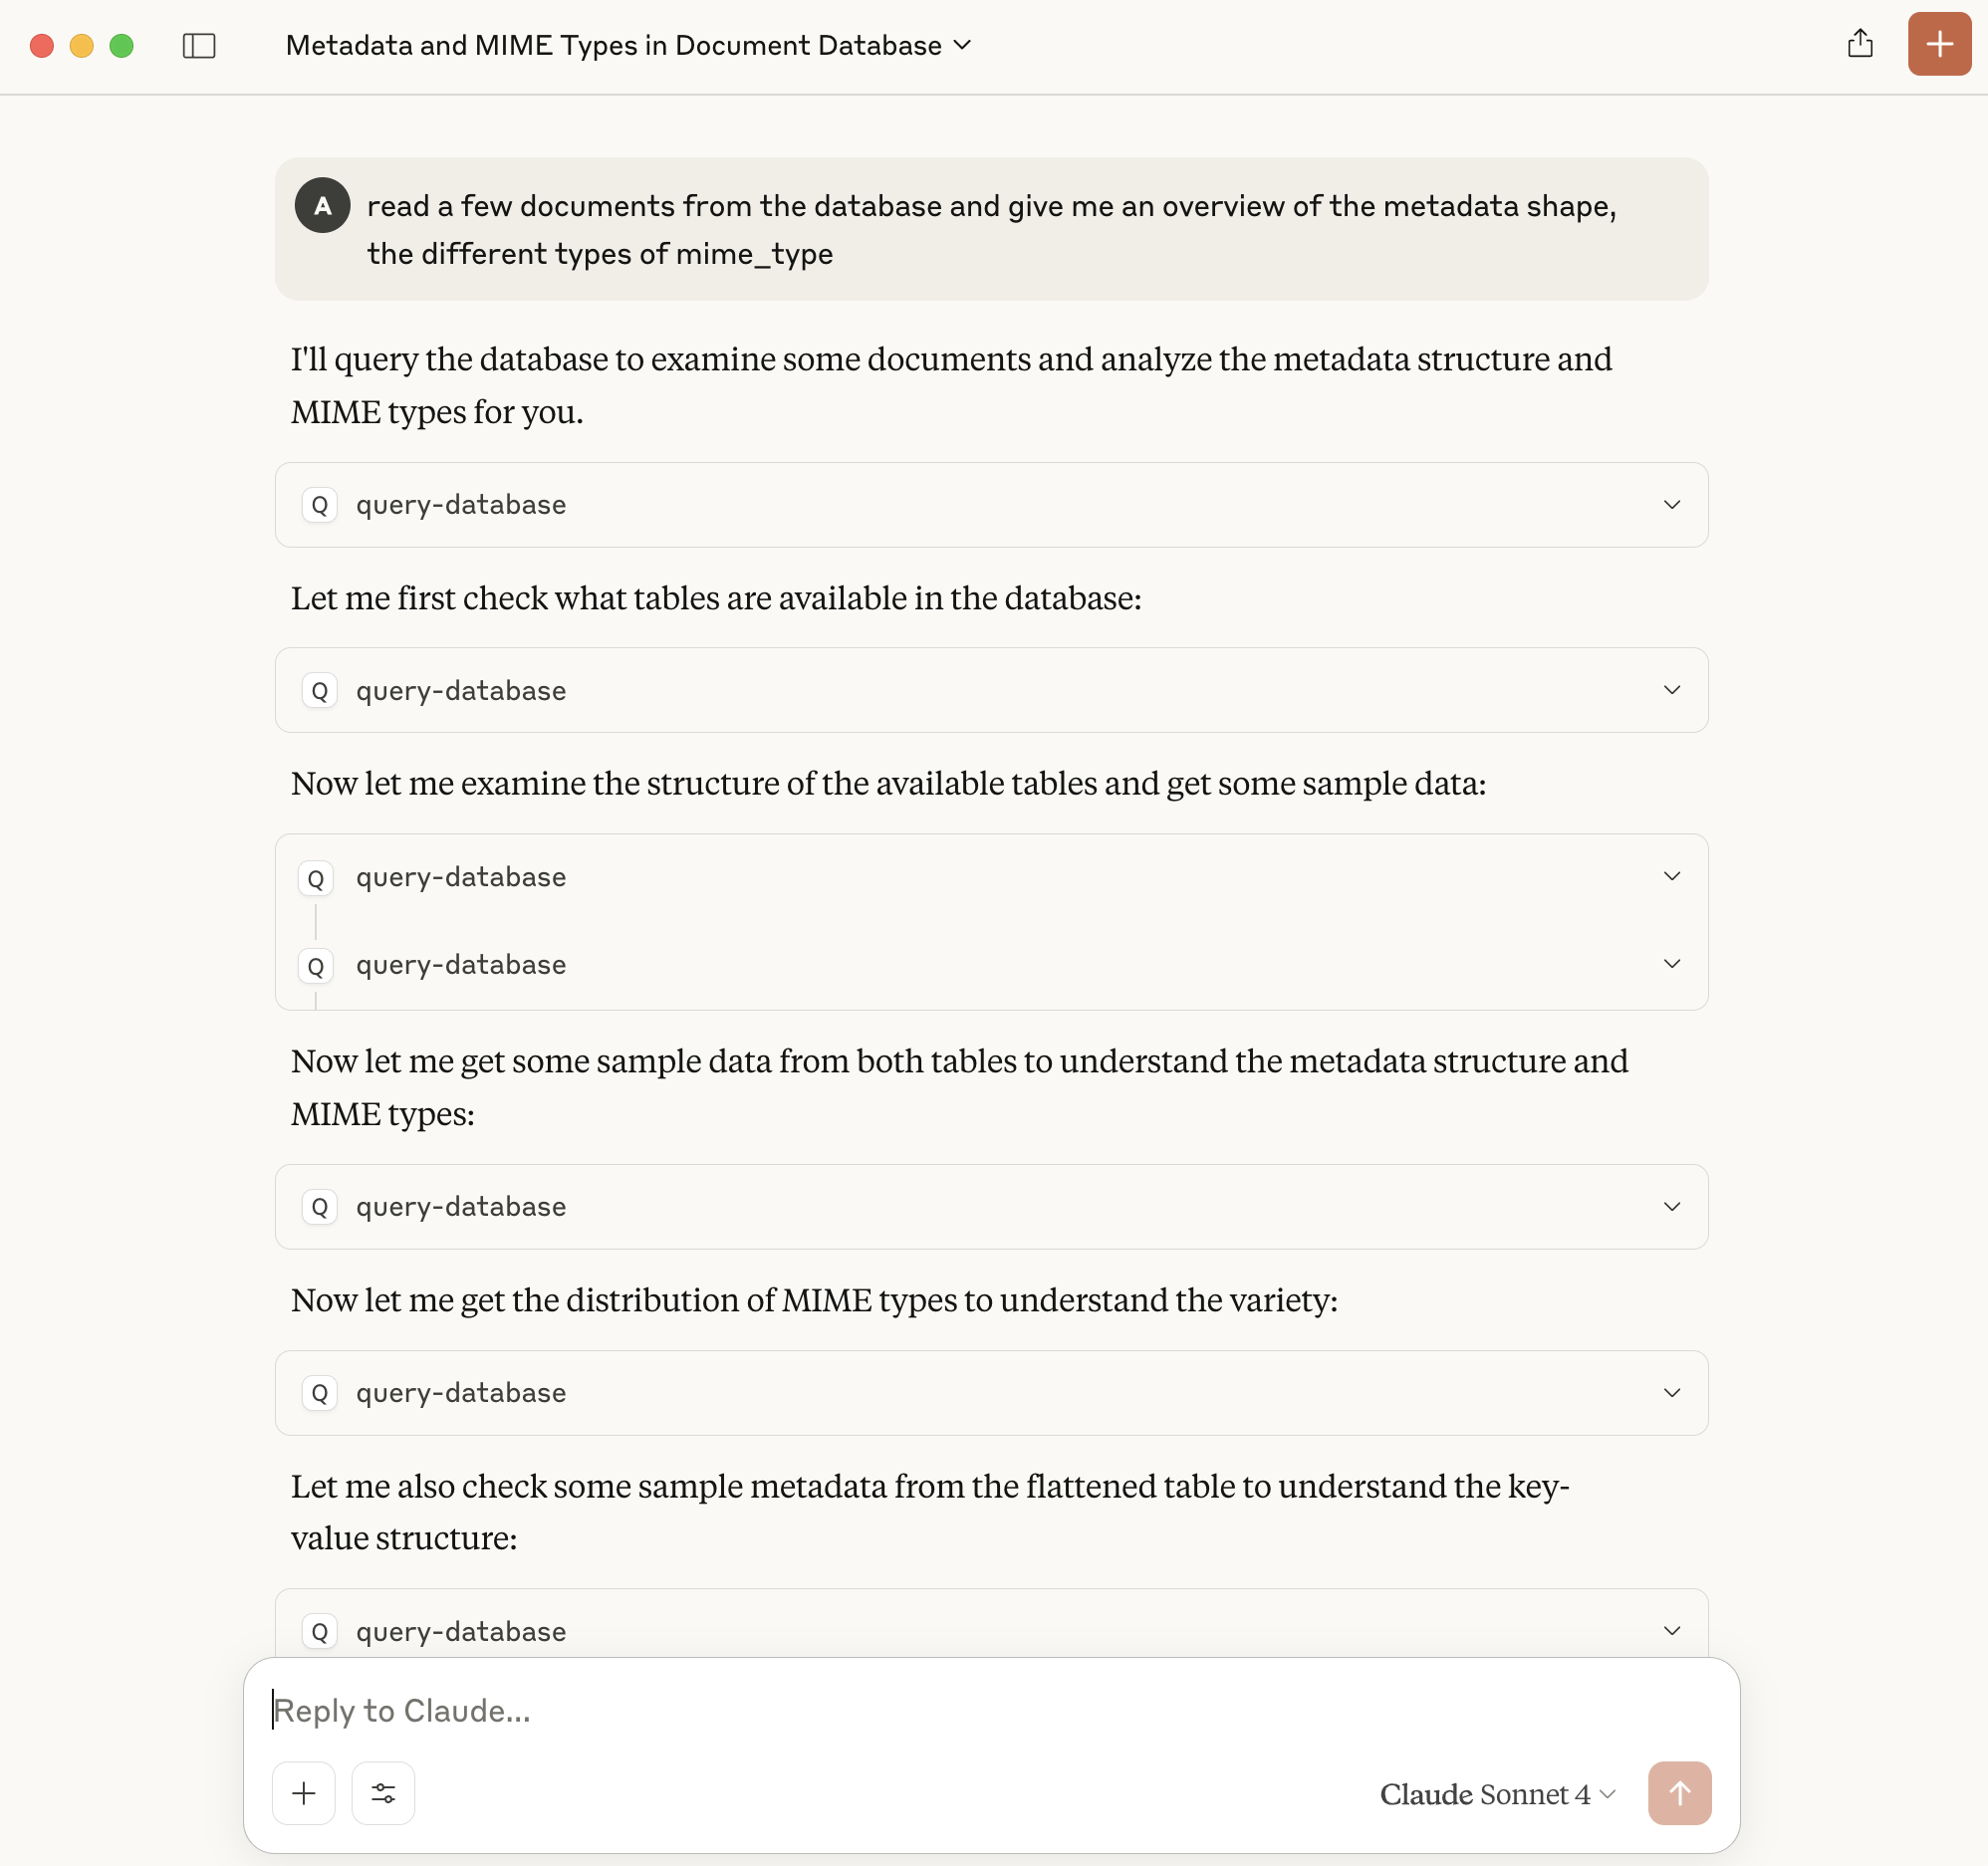 Metadata and MIME Types in Document Database
A
read a few documents from the database and give me an overview of the metadata shape,
the different types of mime_type
I'll query the database to examine some documents and analyze the metadata structure and
MIME types for you.
Q query-database
Let me first check what tables are available in the database:
Q query-database
Now let me examine the structure of the available tables and get some sample data:
Q query-database
Q query-database
Now let me get some sample data from both tables to understand the metadata structure and
MIME types:
Q query-database
Now let me get the distribution of MIME types to understand the variety:
Q query-database
Let me also check some sample metadata from the flattened table to understand the key-
value structure:
Q query-database
Reply to Claude...
Claude Sonnet 4